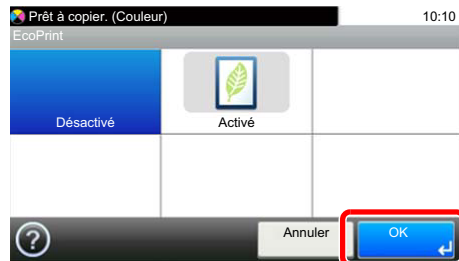 Prêt à copier. (Couleur) 10:10
EcoPrint
Désactivé Activé
? Annuler OK